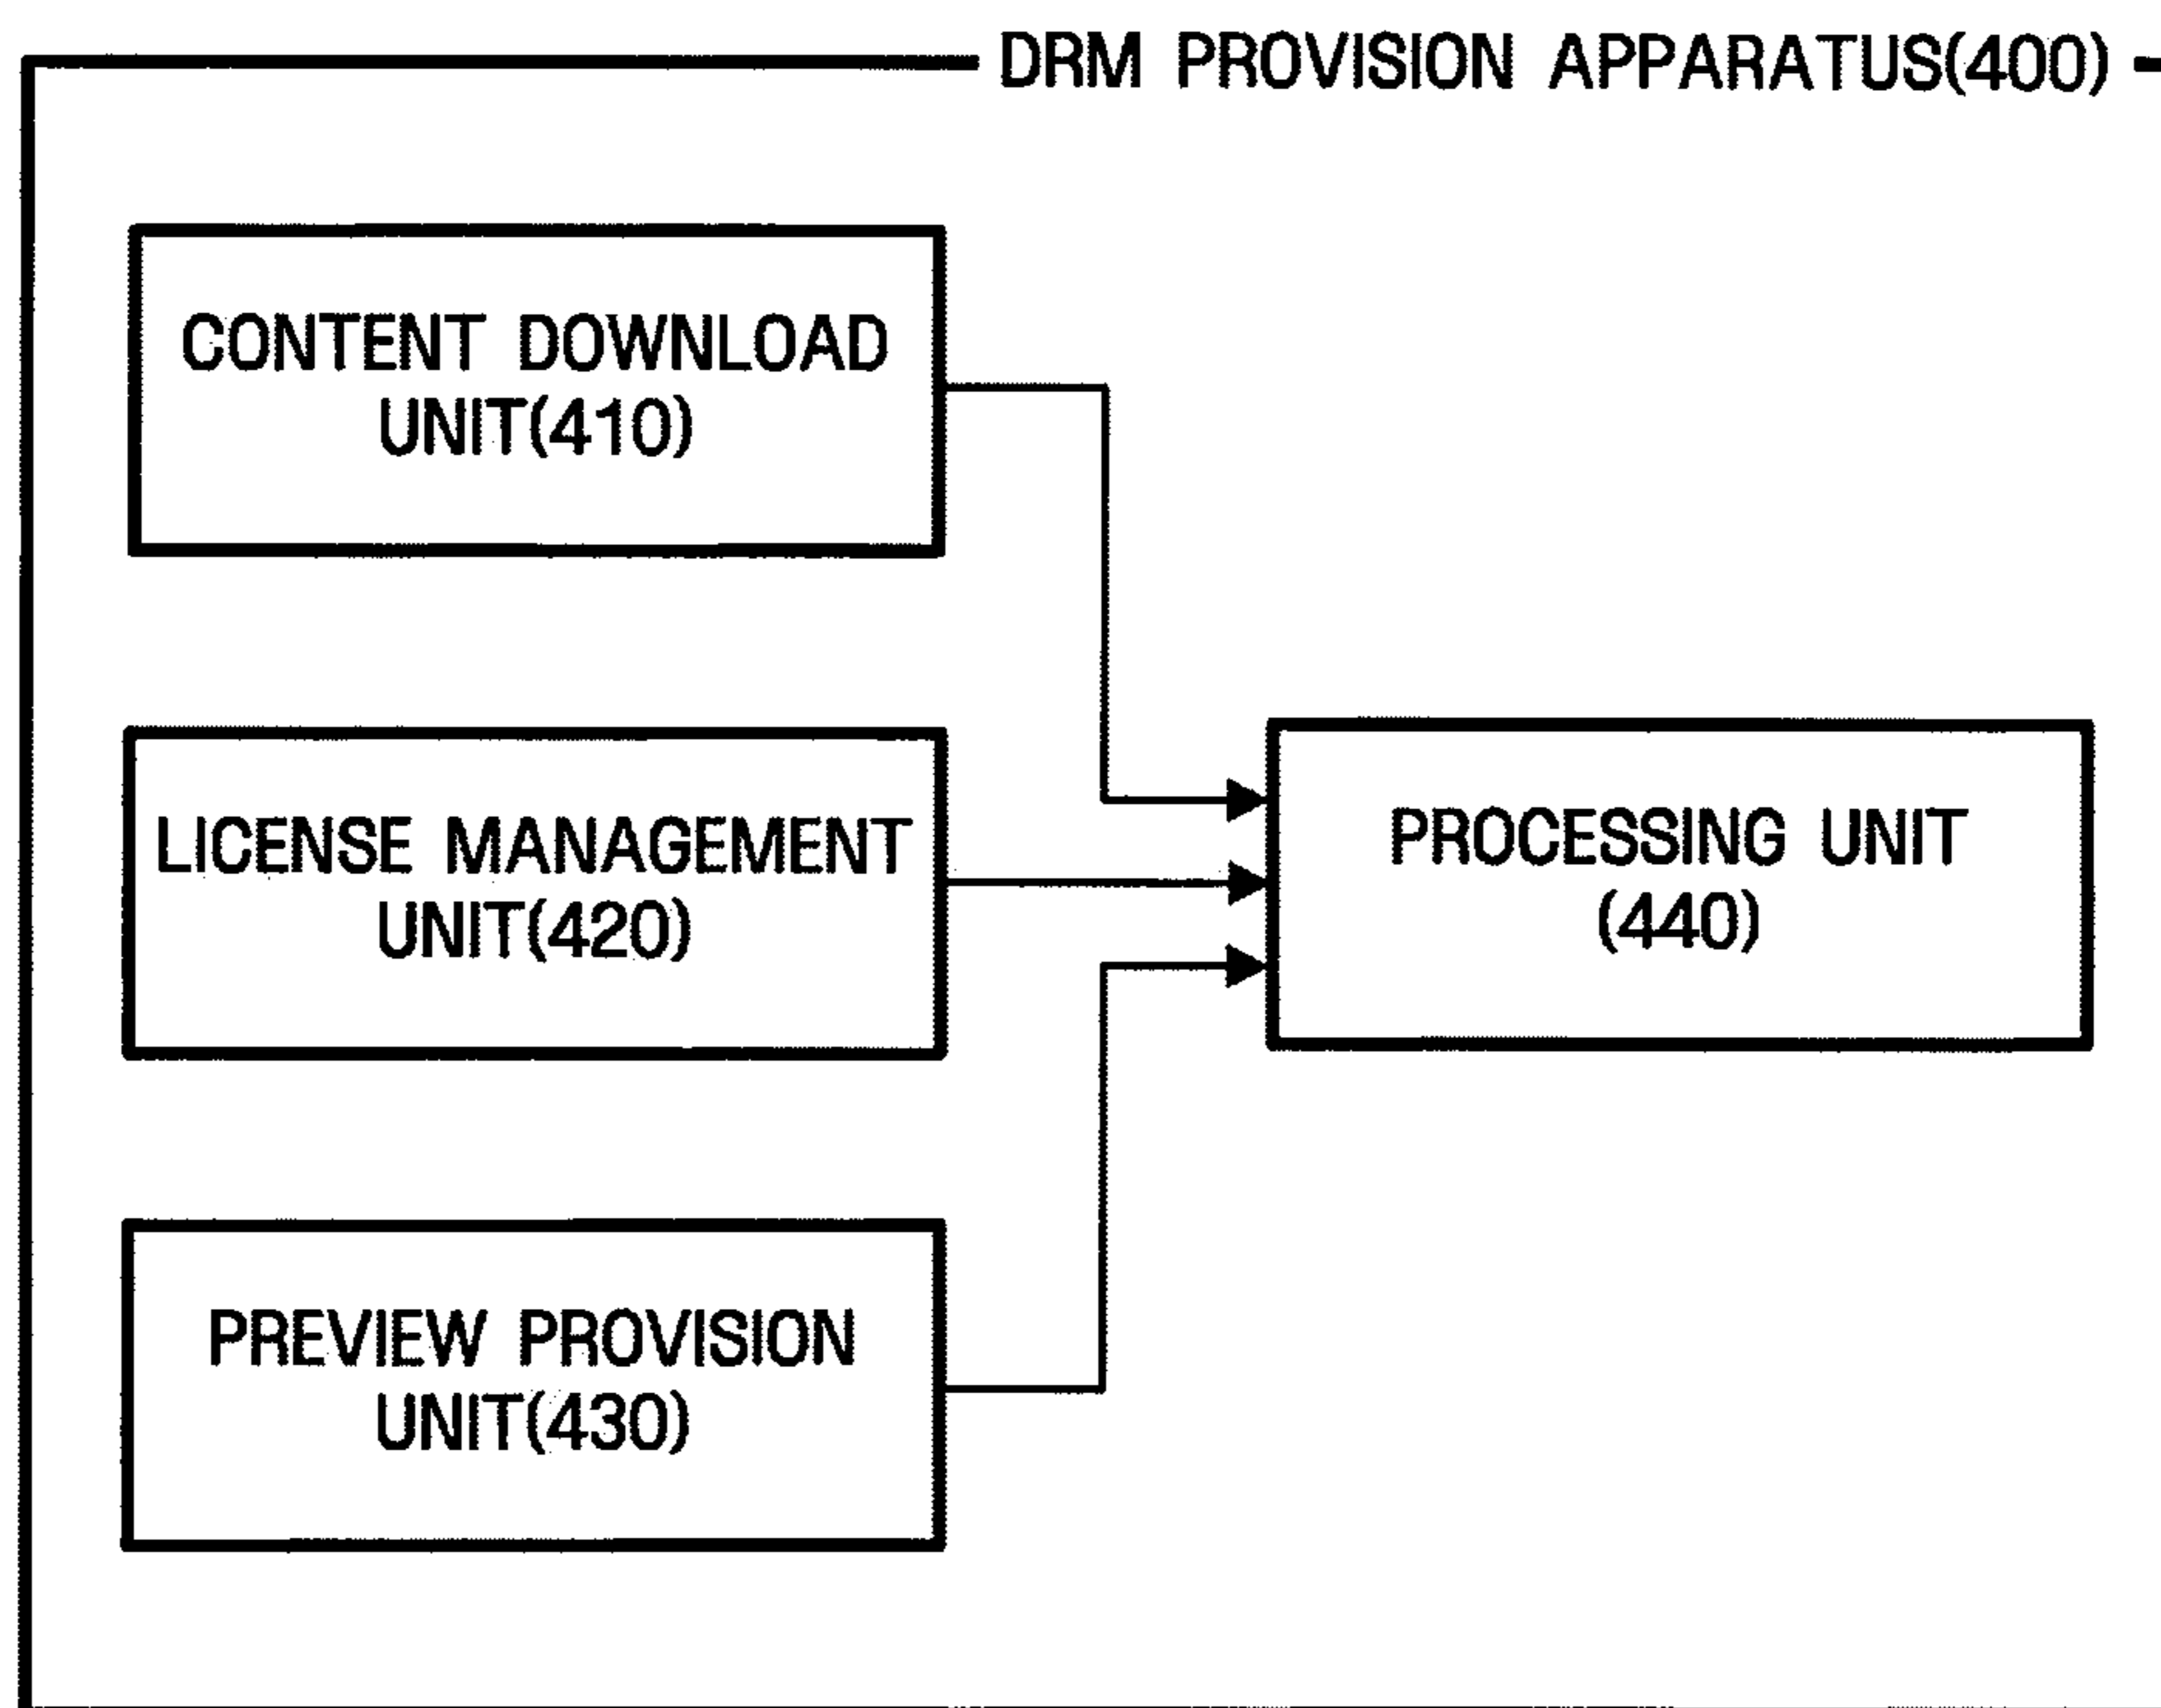 DRM PROVISION APPARATUS(400)
CONTENT DOWNLOAD
UNIT(410)
LICENSE MANAGEMENT
UNIT(420)
PROCESSING UNIT
(440)
PREVIEW PROVISION
UNIT(430)